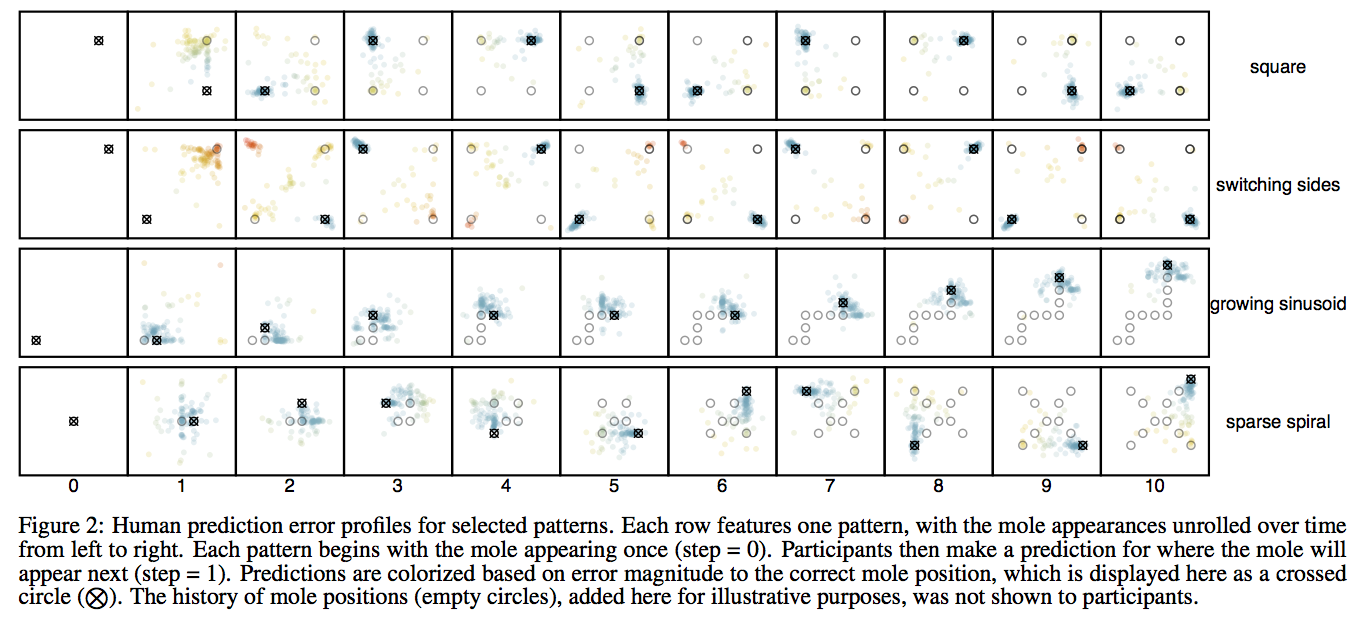 square
switching sides
growing sinusoid
sparse spiral
0 1 2 3 4 5 6 7 8 9 10
Figure 2: Human prediction error profiles for selected patterns. Each row features one pattern, with the mole appearances unrolled over time
from left to right. Each pattern begins with the mole appearing once (step = 0). Participants then make a prediction for where the mole will
appear next (step = 1). Predictions are colorized based on error magnitude to the correct mole position, which is displayed here as a crossed
circle (⊗). The history of mole positions (empty circles), added here for illustrative purposes, was not shown to participants.